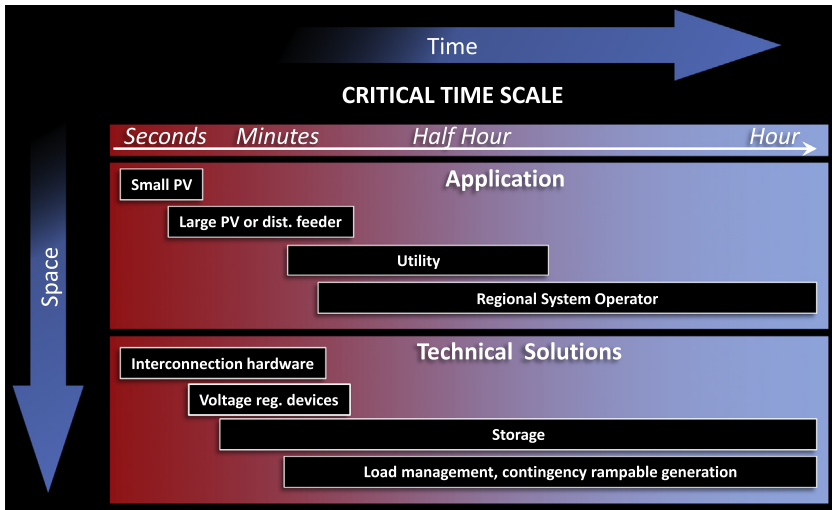 Time
CRITICAL TIME SCALE
Seconds Minutes Half Hour Hour
Space
Application
Small PV
Large PV or dist. feeder
Utility
Regional System Operator
Technical Solutions
Interconnection hardware
Voltage reg. devices
Storage
Load management, contingency rampable generation